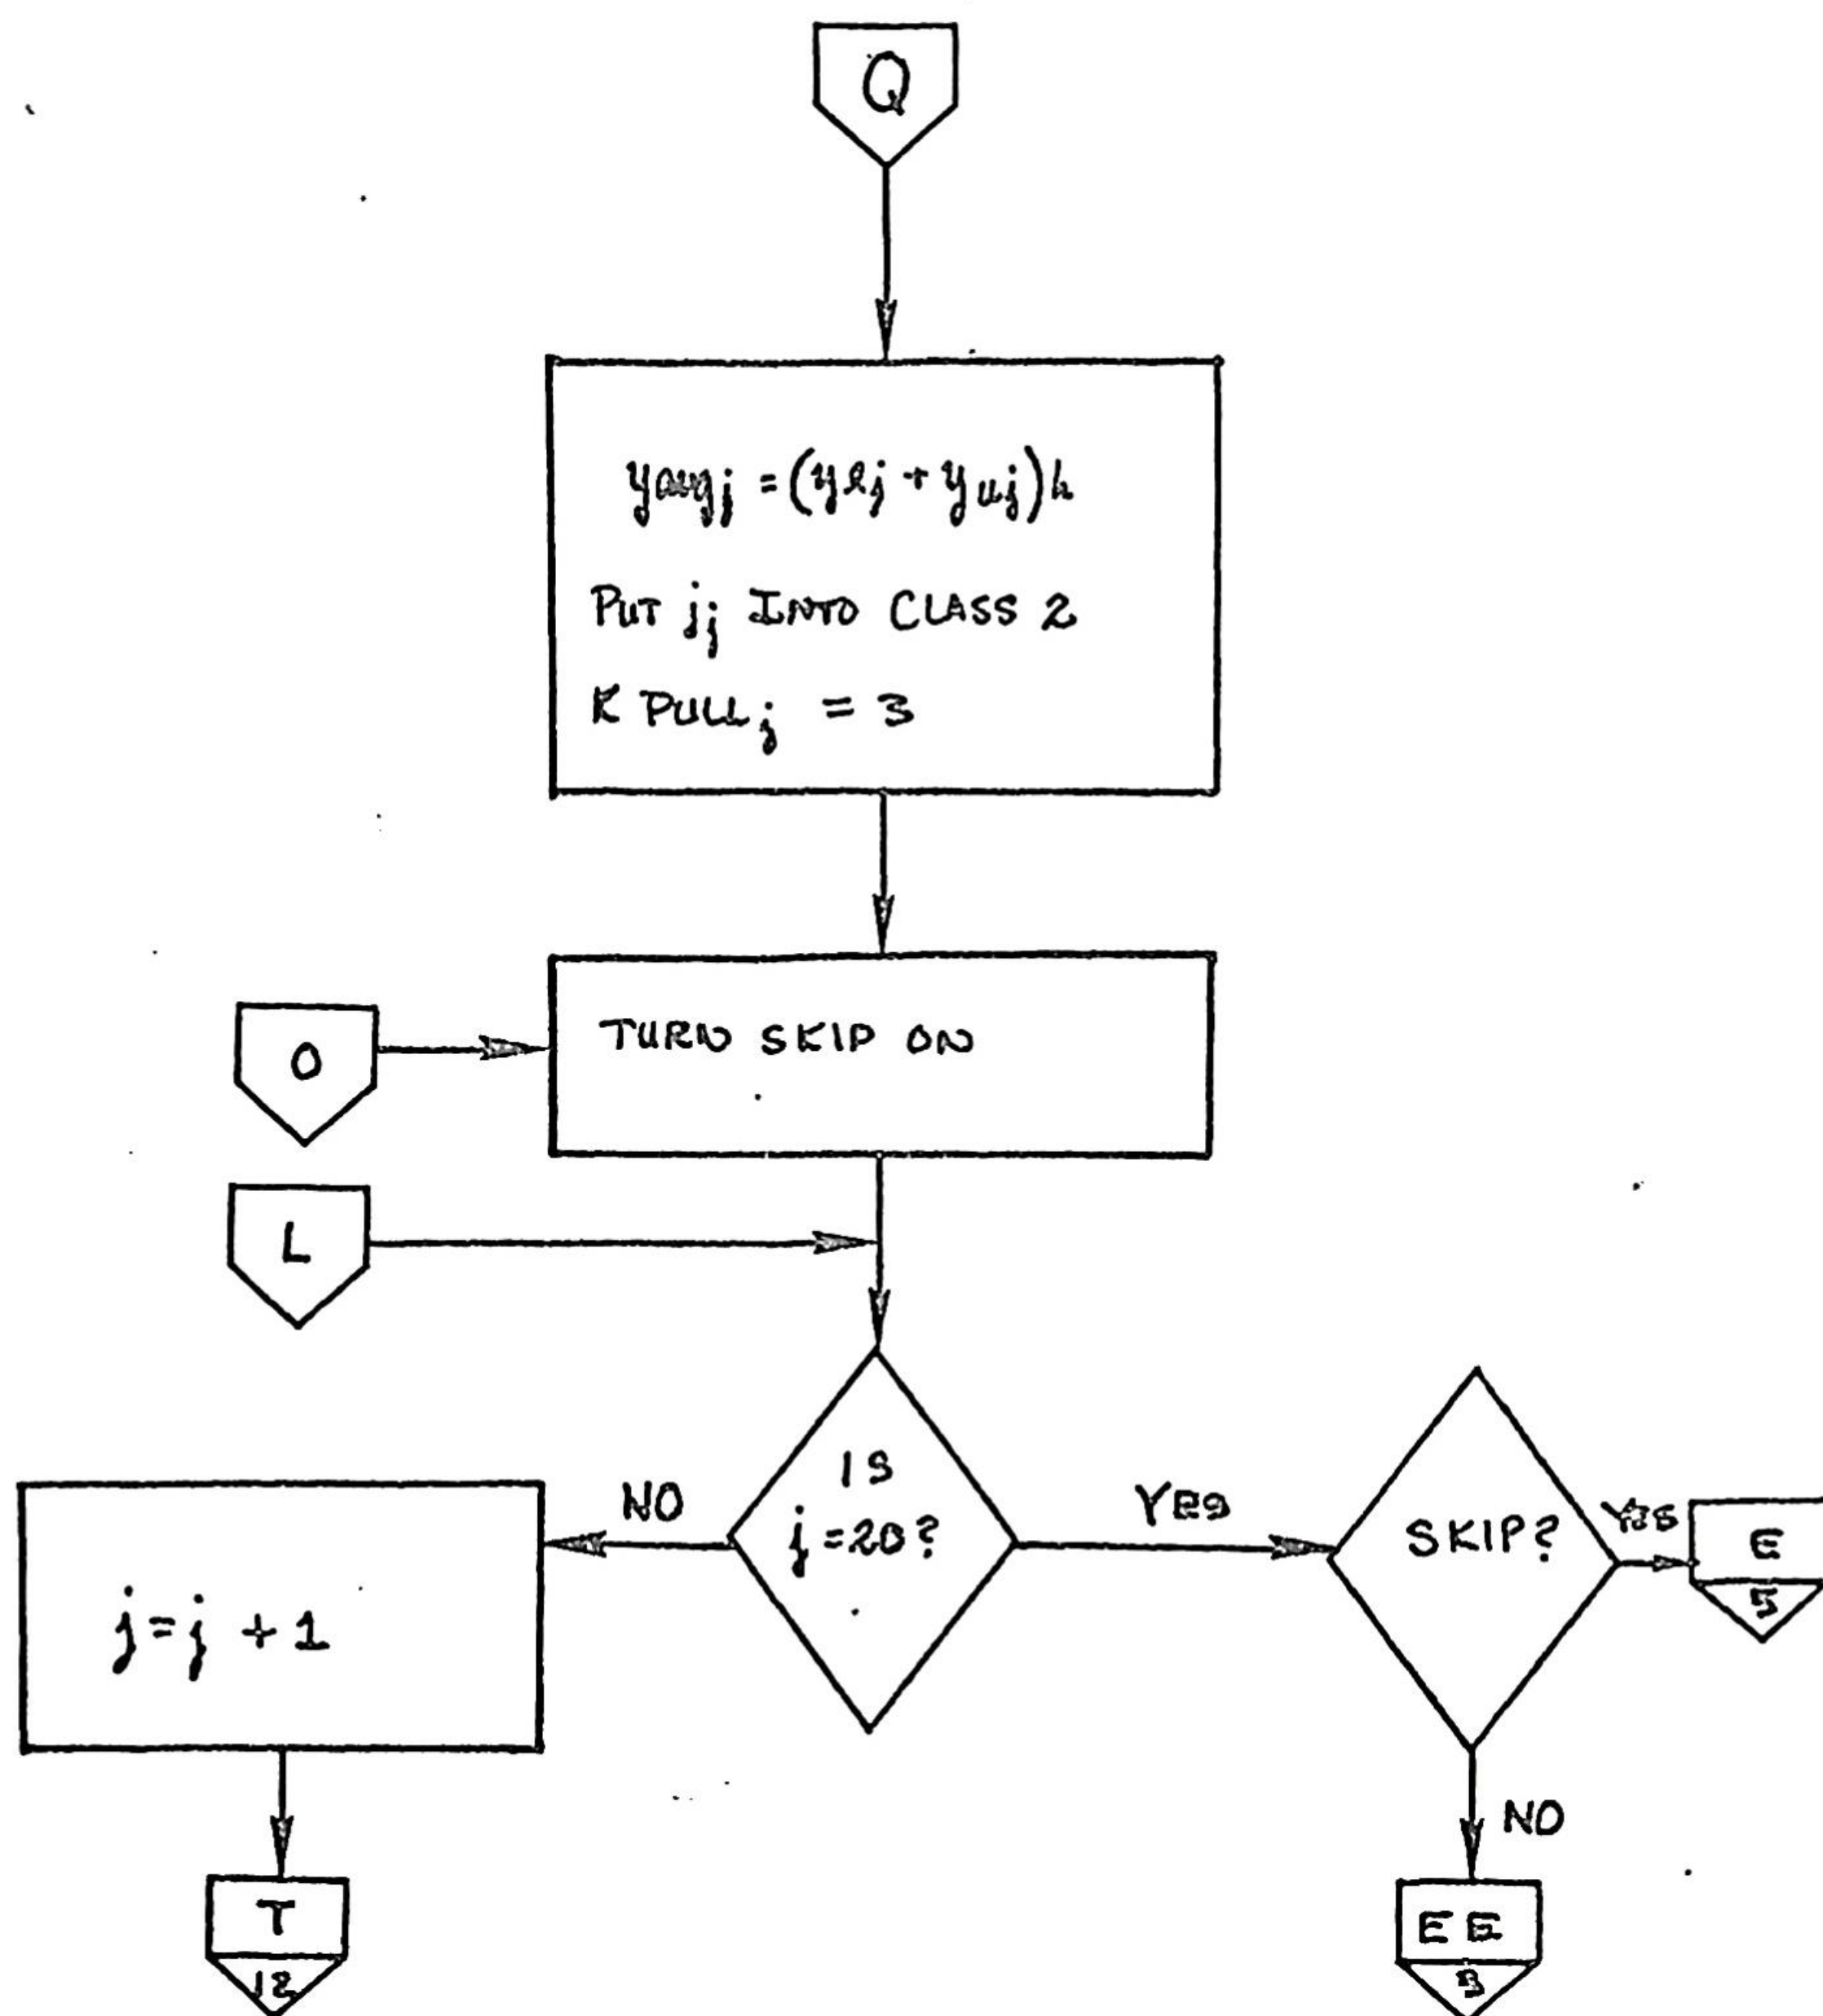 Q
yavgj = (ylj + yuj)h
PUT jj INTO CLASS 2
K PULLj = 3
O
TURN SKIP ON
L
IS
j=20?
NO
YES
SKIP?
YES
E
5
j=j +1
NO
T
12
EE